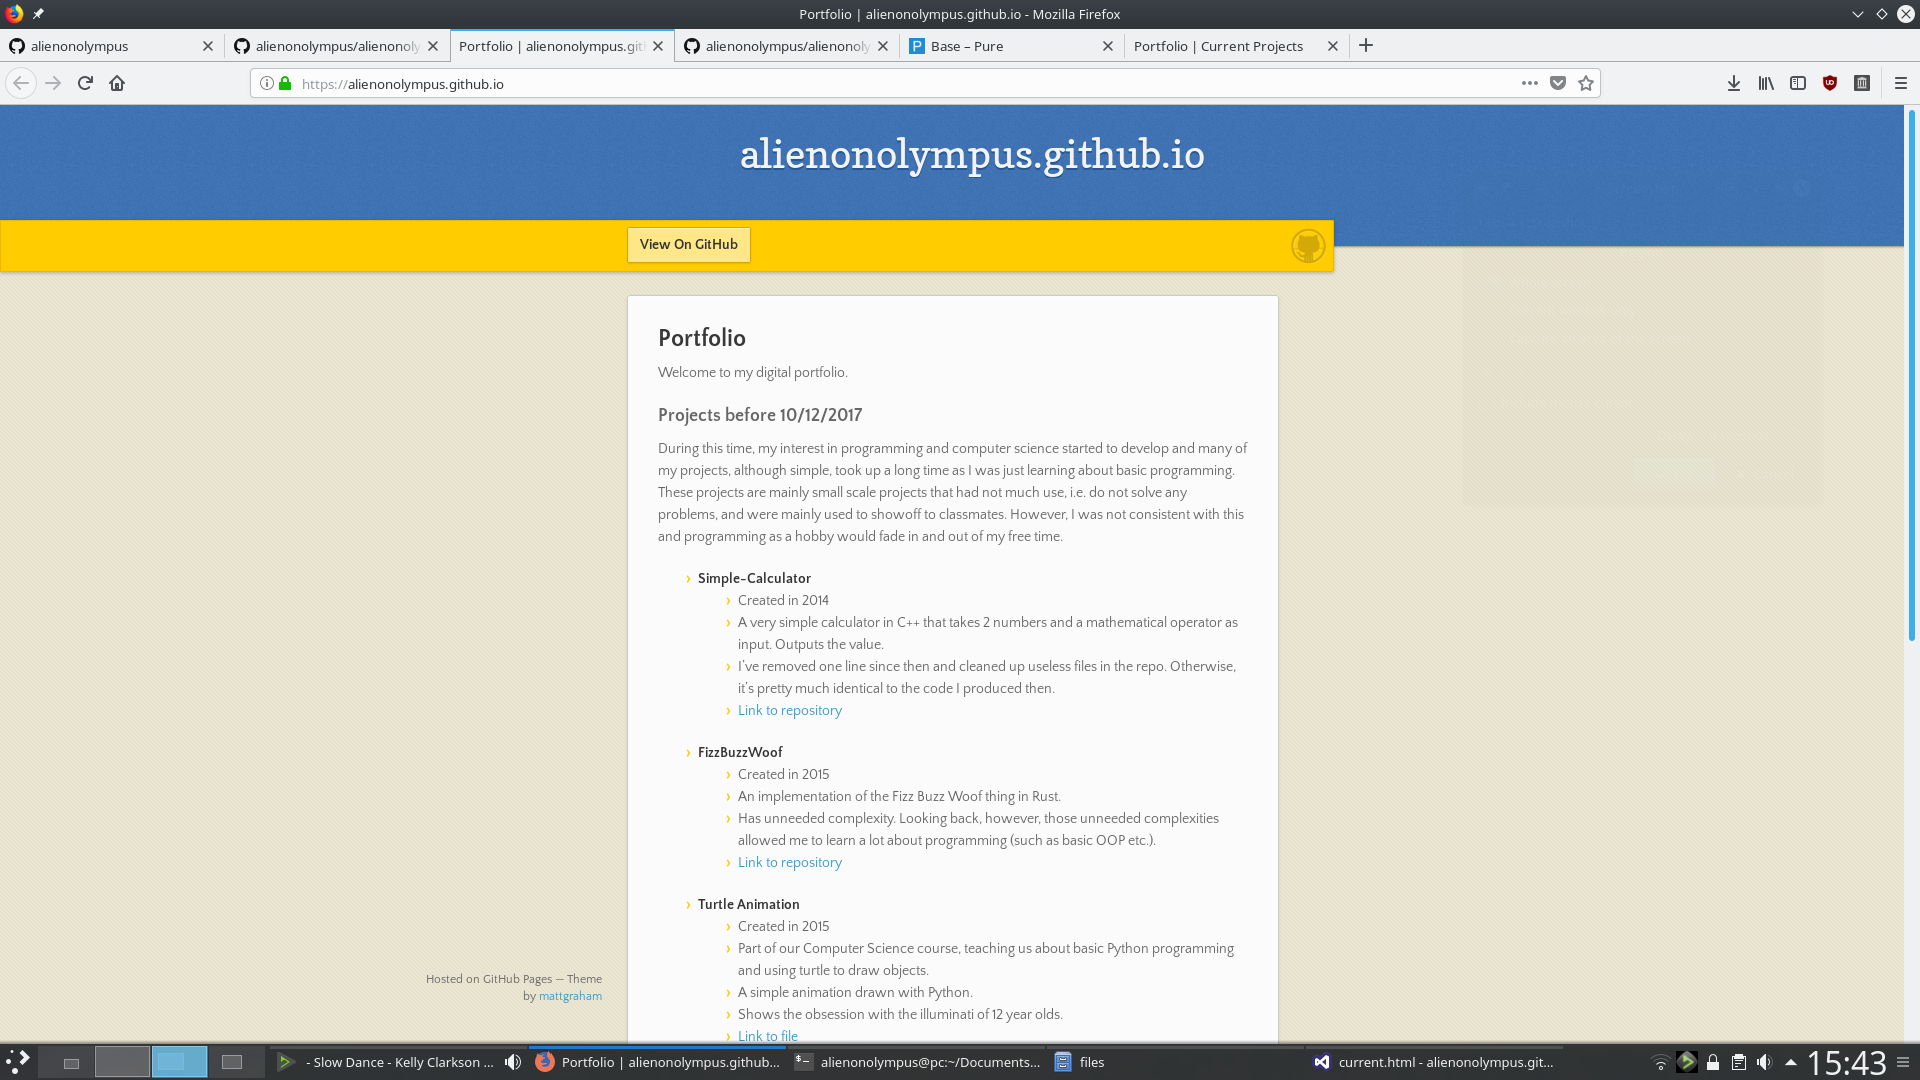 Portfolio | alienonolympus.github.io - Mozilla Firefox
alienonolympus
alienonolympus/alienonoly
Portfolio | alienonolympus.git
alienonolympus/alienonoly
Base – Pure
Portfolio | Current Projects
https://alienonolympus.github.io
alienonolympus.github.io
View On GitHub
Portfolio
Welcome to my digital portfolio.
Projects before 10/12/2017
During this time, my interest in programming and computer science started to develop and many of
my projects, although simple, took up a long time as I was just learning about basic programming.
These projects are mainly small scale projects that had not much use, i.e. do not solve any
problems, and were mainly used to showoff to classmates. However, I was not consistent with this
and programming as a hobby would fade in and out of my free time.
› Simple-Calculator
› Created in 2014
› A very simple calculator in C++ that takes 2 numbers and a mathematical operator as
input. Outputs the value.
› I've removed one line since then and cleaned up useless files in the repo. Otherwise,
it's pretty much identical to the code I produced then.
› Link to repository
› FizzBuzzWoof
› Created in 2015
› An implementation of the Fizz Buzz Woof thing in Rust.
› Has unneeded complexity. Looking back, however, those unneeded complexities
allowed me to learn a lot about programming (such as basic OOP etc.).
› Link to repository
› Turtle Animation
› Created in 2015
› Part of our Computer Science course, teaching us about basic Python programming
and using turtle to draw objects.
› A simple animation drawn with Python.
› Shows the obsession with the illuminati of 12 year olds.
› Link to file
Hosted on GitHub Pages — Theme
by mattgraham
- Slow Dance - Kelly Clarkson ...
Portfolio | alienonolympus.github...
alienonolympus@pc:~/Documents...
files
current.html - alienonolympus.git...
15:43